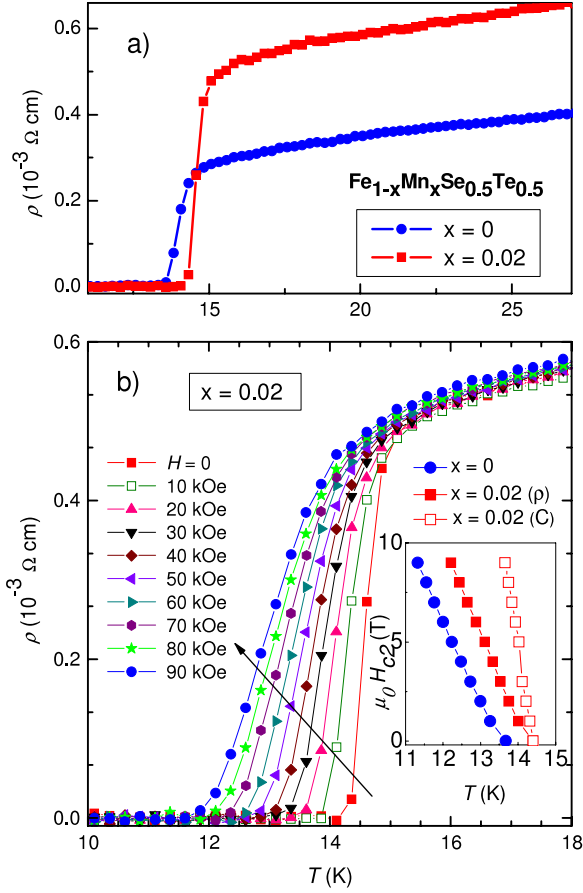 0.6
0.4
0.2
0.0
ρ (10⁻³ Ω cm)
a)
Fe₁₋ₓMnₓSe₀.₅Te₀.₅
x = 0
x = 0.02
15 20 25
0.6
0.4
0.2
0.0
ρ (10⁻³ Ω cm)
b)
x = 0.02
H = 0
10 kOe
20 kOe
30 kOe
40 kOe
50 kOe
60 kOe
70 kOe
80 kOe
90 kOe
x = 0
x = 0.02 (ρ)
x = 0.02 (C)
10
5
0
μ₀ H_c2 (T)
11 12 13 14 15
T (K)
10 12 14 16 18
T (K)